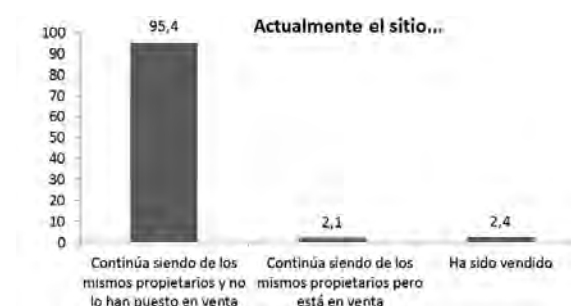 Actualmente el sitio...
100
90
80
70
60
50
40
30
20
10
0
95,4
2,1
2,4
Continúa siendo de los
mismos propietarios y no
lo han puesto en venta
Continúa siendo de los
mismos propietarios pero
está en venta
Ha sido vendido